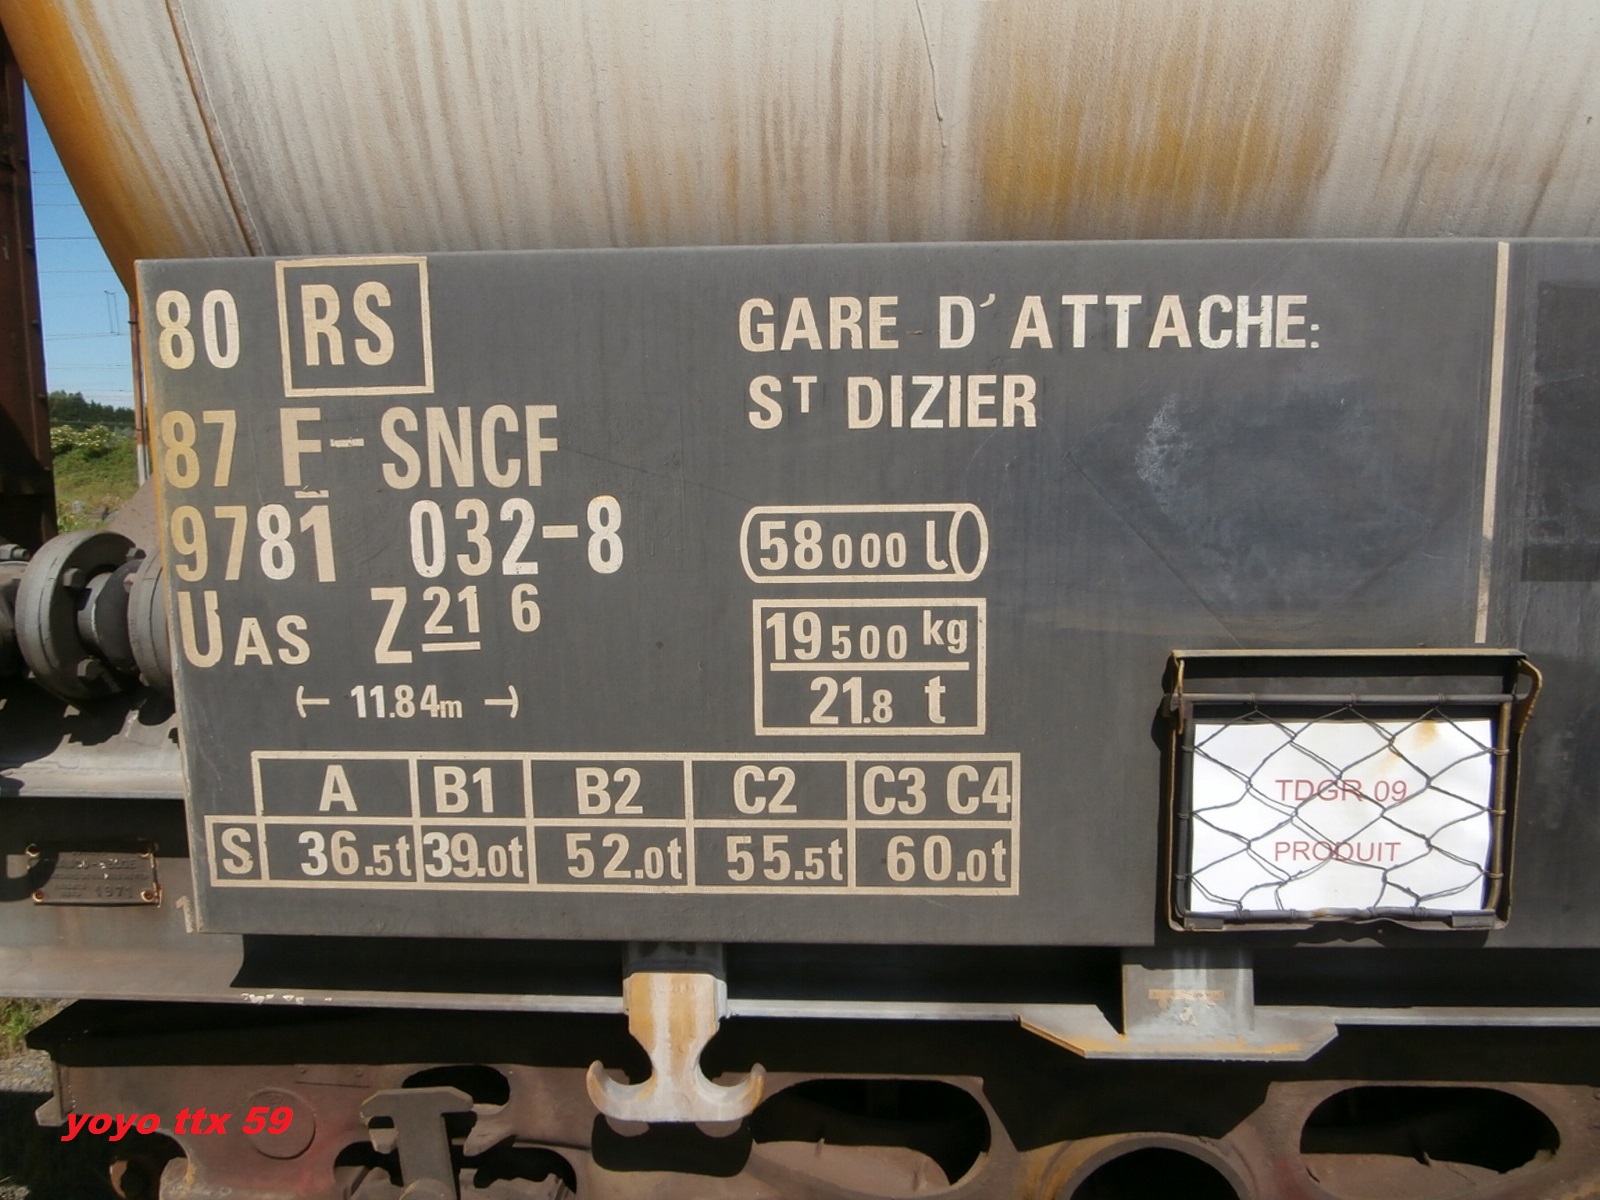 80 RS
87 F-SNCF
9781 032-8
UAS Z 21 6
11.84m
GARE D'ATTACHE:
ST DIZIER
58000 l
19500 kg
21.8 t
A B1 B2 C2 C3 C4
S 36.5t 39.0t 52.0t 55.5t 60.0t
TDGR 09
PRODUIT
1971
yoyo ttx 59